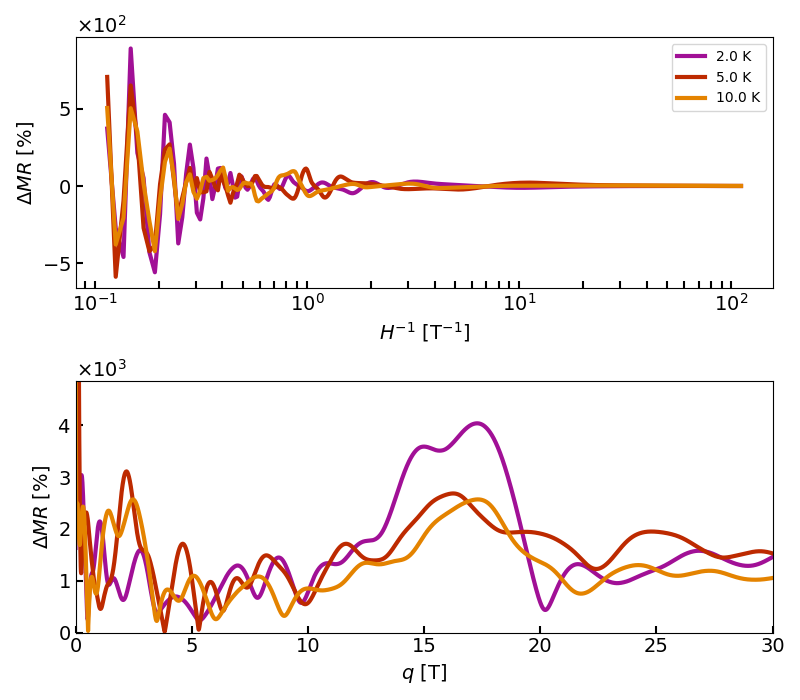 ×10²
ΔMR [%]
5
0
−5
2.0 K
5.0 K
10.0 K
10⁻¹ 10⁰ 10¹ 10²
H⁻¹ [T⁻¹]
×10³
ΔMR [%]
4
3
2
1
0
0 5 10 15 20 25 30
q [T]